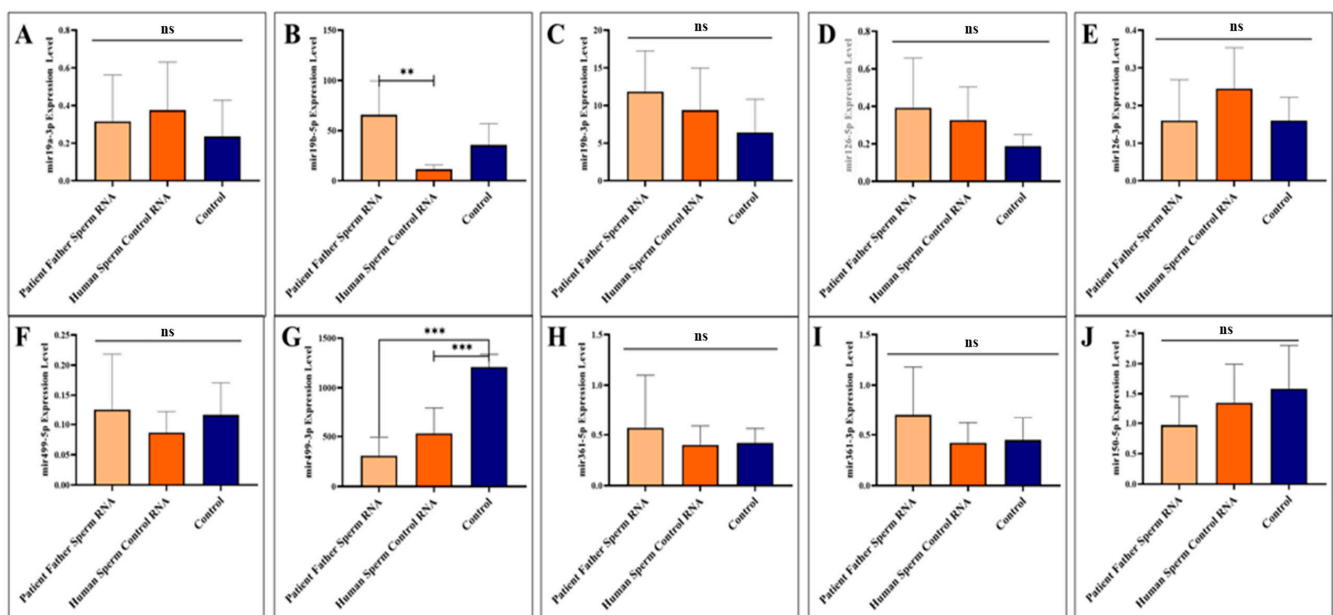 A
ns
mir19a-3p Expression Level
0.8
0.6
0.4
0.2
0.0
Patient Father Sperm RNA
Human Sperm Control RNA
Control
B
**
mir19b-5p Expression Level
150
100
50
0
Patient Father Sperm RNA
Human Sperm Control RNA
Control
C
ns
mir19b-3p Expression Level
20
15
10
5
0
Patient Father Sperm RNA
Human Sperm Control RNA
Control
D
ns
mir126-5p Expression Level
0.8
0.6
0.4
0.2
0.0
Patient Father Sperm RNA
Human Sperm Control RNA
Control
E
ns
mir126-3p Expression Level
0.4
0.3
0.2
0.1
0.0
Patient Father Sperm RNA
Human Sperm Control RNA
Control
F
ns
mir499-5p Expression Level
0.25
0.20
0.15
0.10
0.05
0.00
Patient Father Sperm RNA
Human Sperm Control RNA
Control
G
***
***
mir499-3p Expression Level
1500
1000
500
0
Patient Father Sperm RNA
Human Sperm Control RNA
Control
H
ns
mir361-5p Expression Level
1.5
1.0
0.5
0.0
Patient Father Sperm RNA
Human Sperm Control RNA
Control
I
ns
mir361-3p Expression Level
1.5
1.0
0.5
0.0
Patient Father Sperm RNA
Human Sperm Control RNA
Control
J
ns
mir150-5p Expression Level
2.5
2.0
1.5
1.0
0.5
0.0
Patient Father Sperm RNA
Human Sperm Control RNA
Control